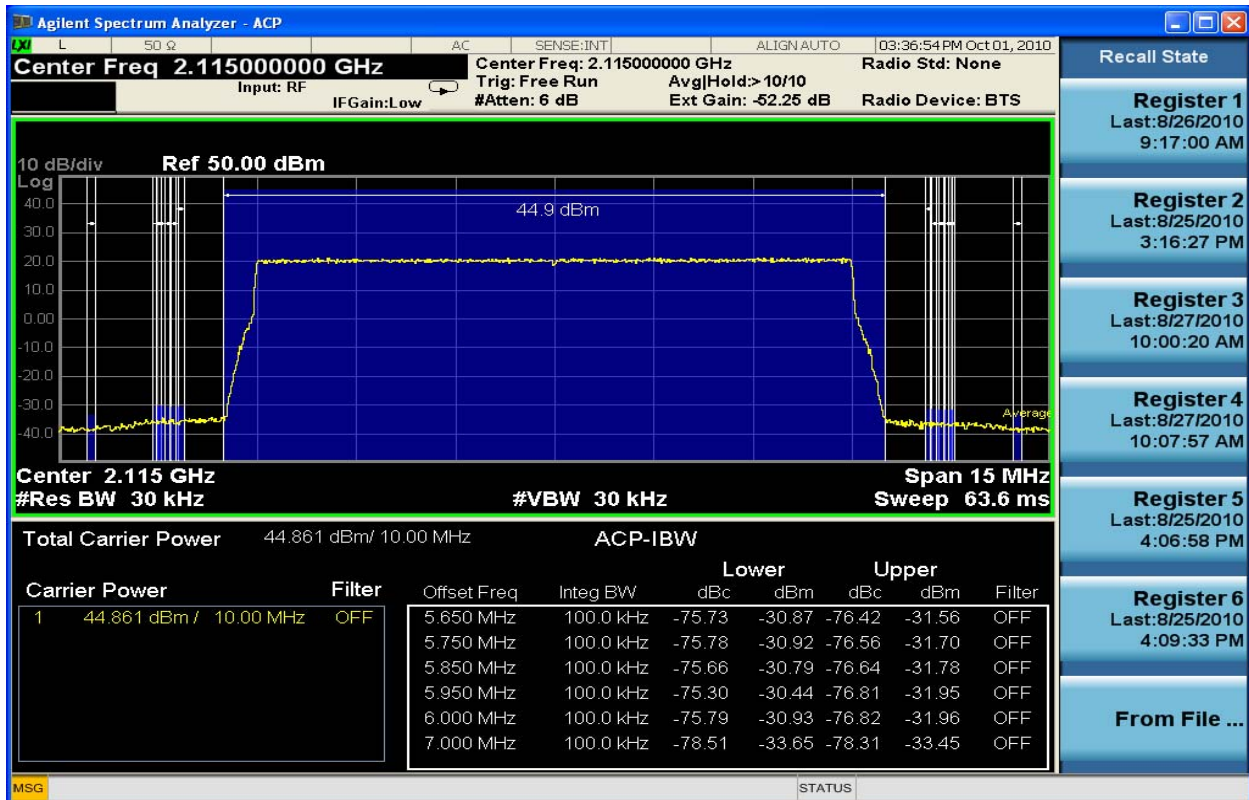 Agilent Spectrum Analyzer - ACP
LXI L 50 Ω AC SENSE:INT ALIGN AUTO 03:36:54 PM Oct 01, 2010
Center Freq 2.115000000 GHz
Input: RF
IFGain:Low
Center Freq: 2.115000000 GHz
Trig: Free Run Avg|Hold:> 10/10
#Atten: 6 dB Ext Gain: -52.25 dB
Radio Std: None
Radio Device: BTS
10 dB/div Ref 50.00 dBm
Log
40.0
30.0
20.0
10.0
0.00
-10.0
-20.0
-30.0
-40.0
44.9 dBm
Average
Center 2.115 GHz Span 15 MHz
#Res BW 30 kHz #VBW 30 kHz Sweep 63.6 ms
Total Carrier Power 44.861 dBm/ 10.00 MHz ACP-IBW
Lower Upper
Carrier Power Filter
1 44.861 dBm / 10.00 MHz OFF
Offset Freq Integ BW dBc dBm dBc dBm Filter
5.650 MHz 100.0 kHz -75.73 -30.87 -76.42 -31.56 OFF
5.750 MHz 100.0 kHz -75.78 -30.92 -76.56 -31.70 OFF
5.850 MHz 100.0 kHz -75.66 -30.79 -76.64 -31.78 OFF
5.950 MHz 100.0 kHz -75.30 -30.44 -76.81 -31.95 OFF
6.000 MHz 100.0 kHz -75.79 -30.93 -76.82 -31.96 OFF
7.000 MHz 100.0 kHz -78.51 -33.65 -78.31 -33.45 OFF
MSG STATUS
Recall State
Register 1
Last:8/26/2010
9:17:00 AM
Register 2
Last:8/25/2010
3:16:27 PM
Register 3
Last:8/27/2010
10:00:20 AM
Register 4
Last:8/27/2010
10:07:57 AM
Register 5
Last:8/25/2010
4:06:58 PM
Register 6
Last:8/25/2010
4:09:33 PM
From File ...